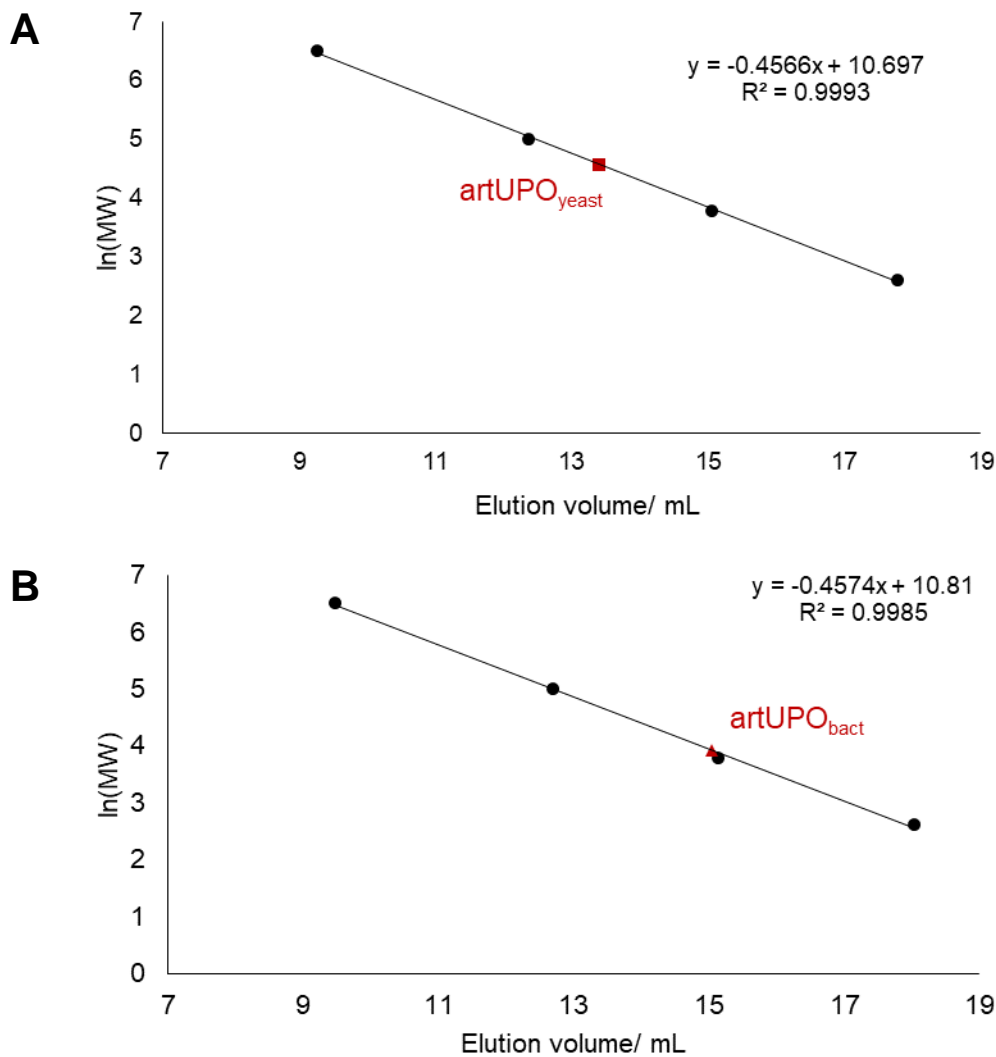 A
7
6
5
4
3
2
1
0
ln(MW)
y = -0.4566x + 10.697
R² = 0.9993
artUPOyeast
7 9 11 13 15 17 19
Elution volume/ mL
B
7
6
5
4
3
2
1
0
ln(MW)
y = -0.4574x + 10.81
R² = 0.9985
artUPObact
7 9 11 13 15 17 19
Elution volume/ mL